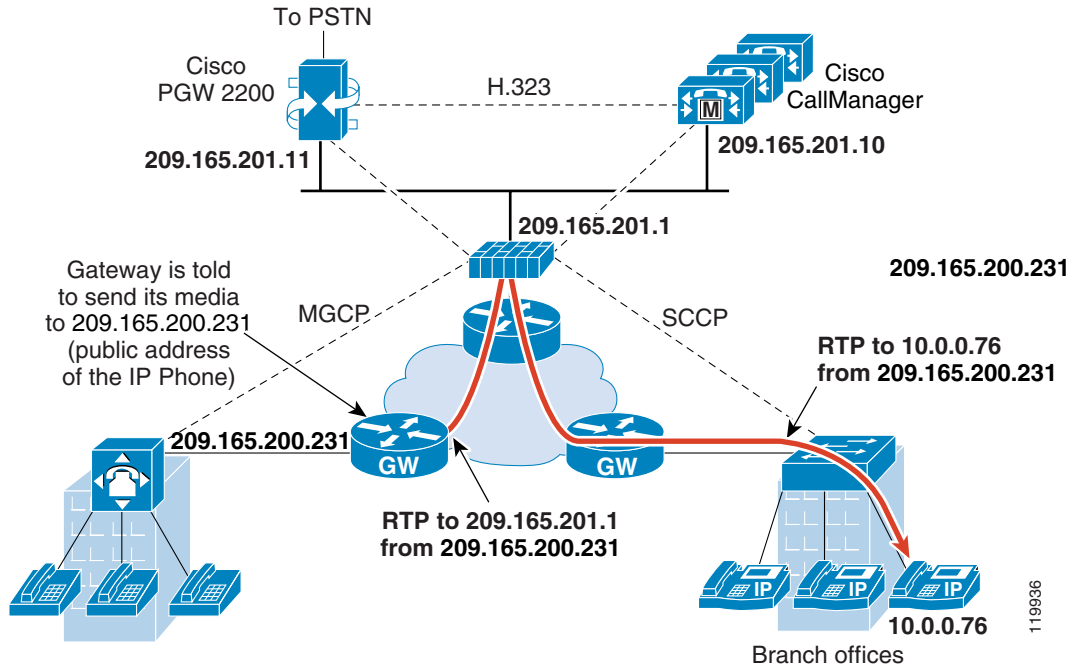 To PSTN
Cisco
PGW 2200
H.323
Cisco
CallManager
M
209.165.201.11
209.165.201.10
209.165.201.1
209.165.200.231
Gateway is told
to send its media
to 209.165.200.231
(public address
of the IP Phone)
MGCP
SCCP
RTP to 10.0.0.76
from 209.165.200.231
209.165.200.231
GW
GW
RTP to 209.165.201.1
from 209.165.200.231
IP
IP
IP
10.0.0.76
Branch offices
119936